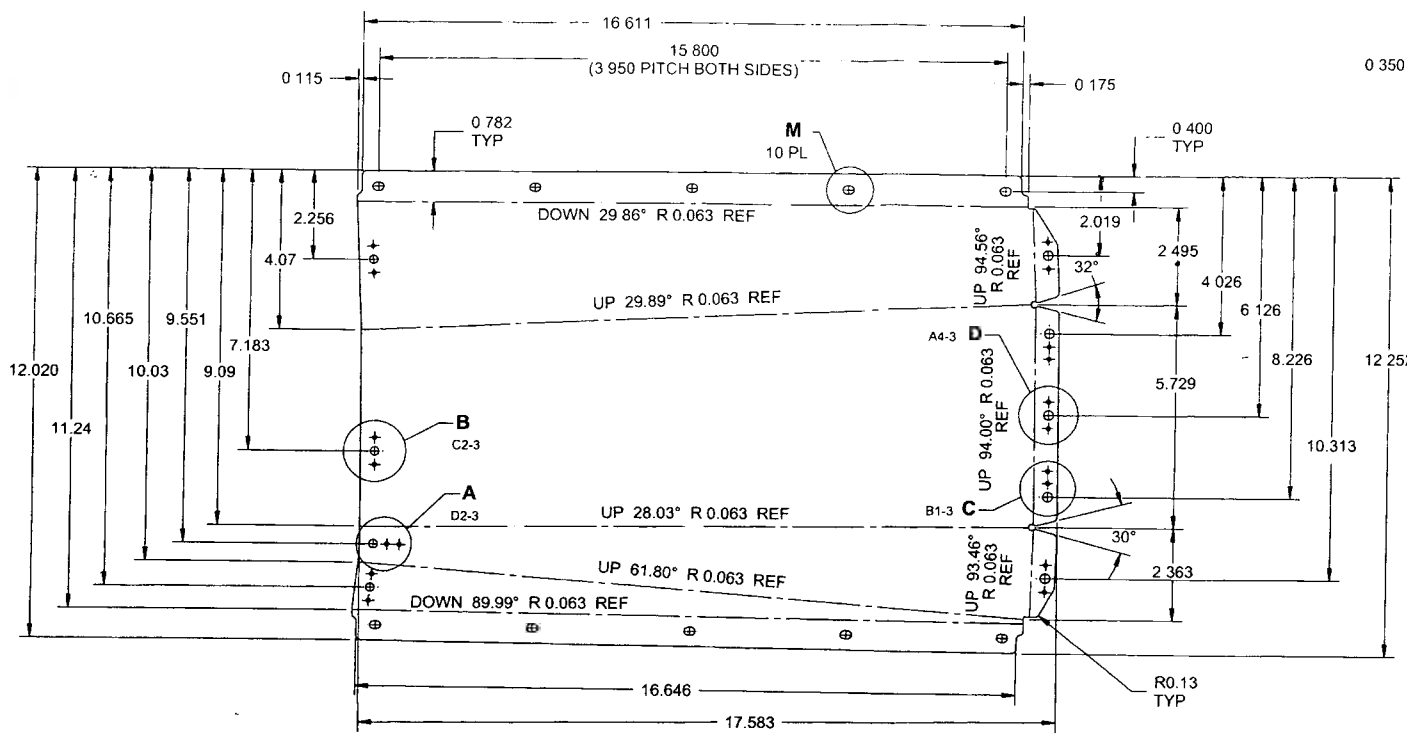 16 611
15 800
(3 950 PITCH BOTH SIDES)
0 350
0 115
0 175
0 782
TYP
M
10 PL
0 400
TYP
2.256
DOWN 29 86° R 0.063 REF
2.019
4.07
UP 94.56°
R 0.063
REF
32°
2 495
4 026
UP 29.89° R 0.063 REF
10.665
9.551
6 126
7.183
A4-3
D
12.020
10.03
9.09
8.226
12 252
5.729
11.24
B
C2-3
UP 94.00° R 0.063
REF
10.313
A
D2-3
UP 28.03° R 0.063 REF
B1-3
C
30°
UP 61.80° R 0.063 REF
UP 93.46°
R 0.063
REF
2 363
DOWN 89.99° R 0.063 REF
16.646
R0.13
TYP
17.583